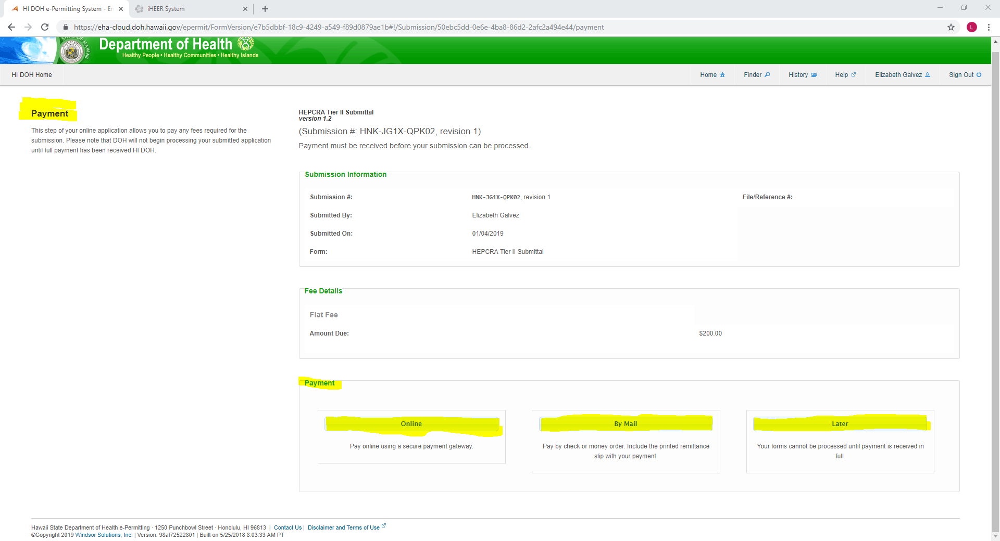 HI DOH e-Permitting System - En
iHEER System
https://eha-cloud.doh.hawaii.gov/epermit/FormVersion/e7b5dbbf-18c9-4249-a549-f89d0879ae1b#!/Submission/50ebc5dd-0e6e-4ba8-86d2-2afc2a494e44/payment
L
STATE OF HAWAII
Department of Health
Healthy People • Healthy Communities • Healthy Islands
HI DOH Home
Home
Finder
History
Help
Elizabeth Galvez
Sign Out
Payment
This step of your online application allows you to pay any fees required for the
submission. Please note that DOH will not begin processing your submitted application
until full payment has been received HI DOH.
HEPCRA Tier II Submittal
version 1.2
(Submission #: HNK-JG1X-QPK02, revision 1)
Payment must be received before your submission can be processed.
Submission Information
Submission #: HNK-JG1X-QPK02, revision 1 File/Reference #:
Submitted By: Elizabeth Galvez
Submitted On: 01/04/2019
Form: HEPCRA Tier II Submittal
Fee Details
Flat Fee
Amount Due: $200.00
Payment
Online
Pay online using a secure payment gateway.
By Mail
Pay by check or money order. Include the printed remittance
slip with your payment.
Later
Your forms cannot be processed until payment is received in
full.
Hawaii State Department of Health e-Permitting · 1250 Punchbowl Street · Honolulu, HI 96813 | Contact Us | Disclaimer and Terms of Use
©Copyright 2019 Windsor Solutions, Inc. | Version: 98af72522801 | Built on 5/25/2018 8:03:33 AM PT